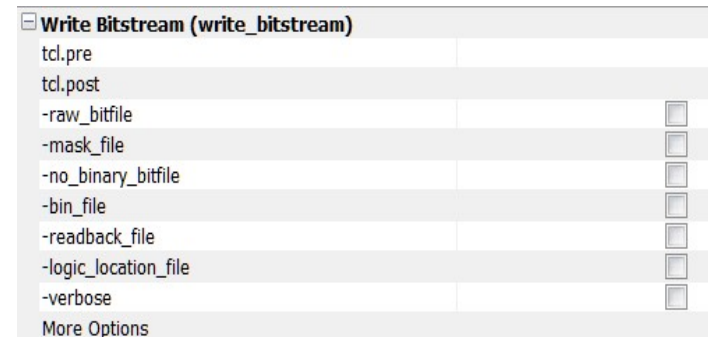 Write Bitstream (write_bitstream)
tcl.pre
tcl.post
-raw_bitfile
-mask_file
-no_binary_bitfile
-bin_file
-readback_file
-logic_location_file
-verbose
More Options